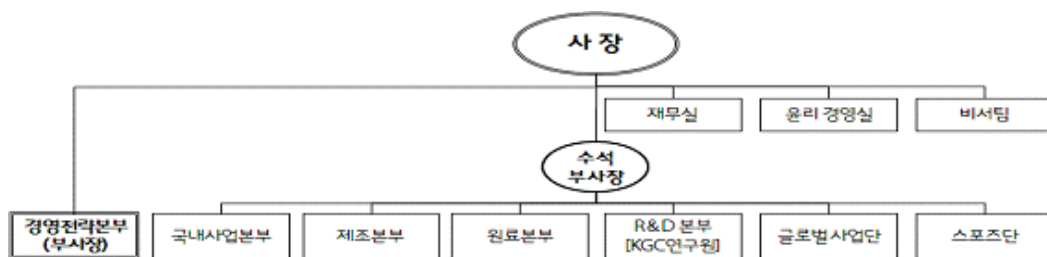 사 장
재무실
윤리 경영실
비서팀
수석
부사장
경영전략본부
(부사장)
국내사업본부
제조본부
원료본부
R&D 본부
[KGC연구원]
글로벌사업단
스포즈단